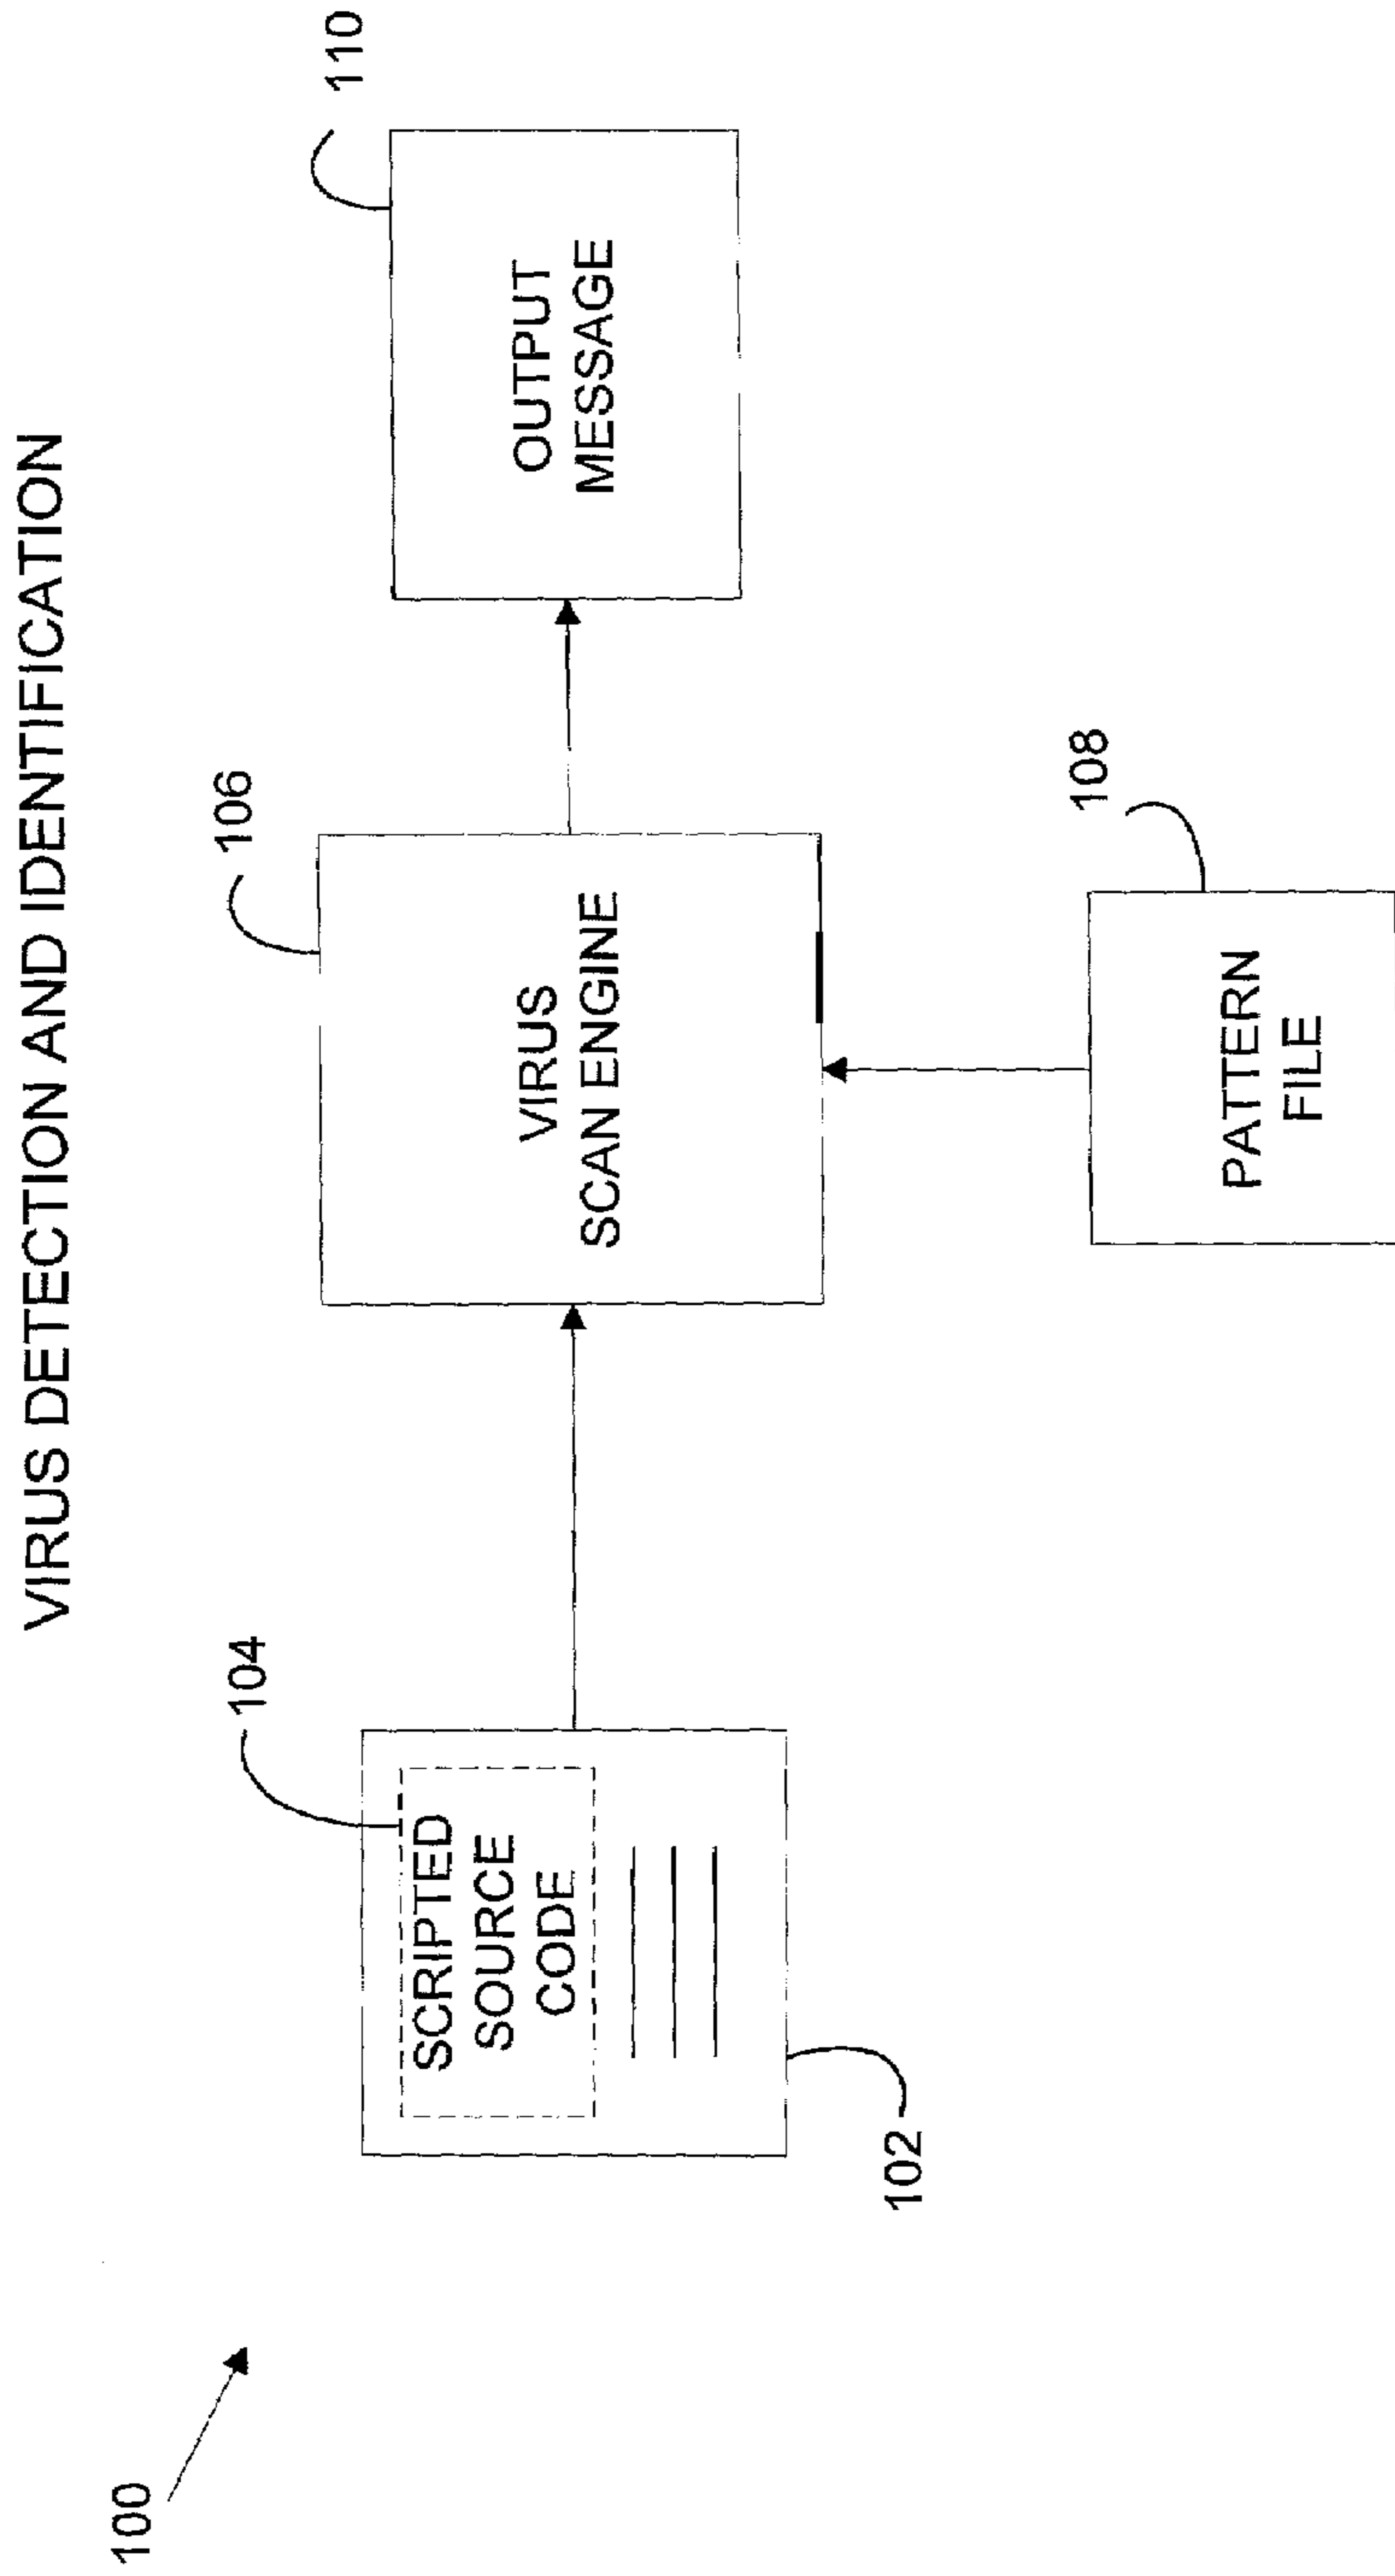 VIRUS DETECTION AND IDENTIFICATION
100
102
104
SCRIPTED
SOURCE
CODE
106
VIRUS
SCAN ENGINE
108
PATTERN
FILE
110
OUTPUT
MESSAGE